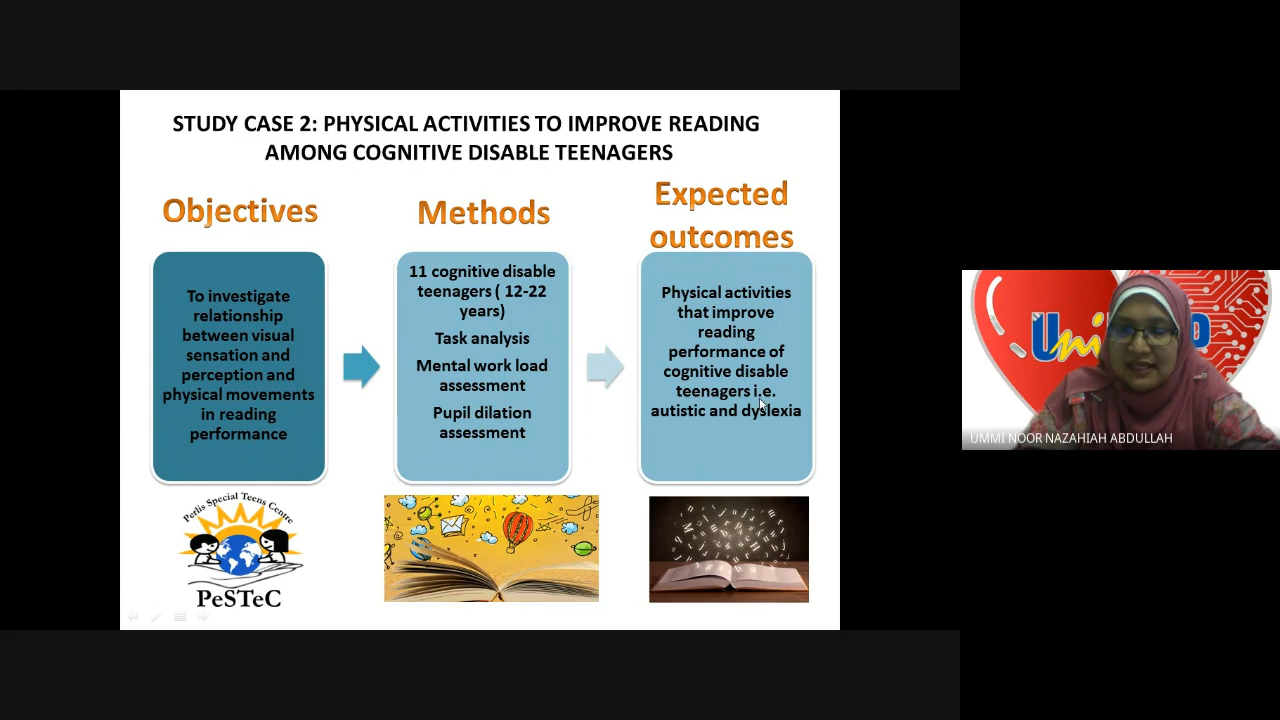 STUDY CASE 2: PHYSICAL ACTIVITIES TO IMPROVE READING
AMONG COGNITIVE DISABLE TEENAGERS
Objectives
To investigate
relationship
between visual
sensation and
perception and
physical movements
in reading
performance
Methods
11 cognitive disable
teenagers ( 12-22
years)
Task analysis
Mental work load
assessment
Pupil dilation
assessment
Expected
outcomes
Physical activities
that improve
reading
performance of
cognitive disable
teenagers i.e.
autistic and dyslexia
Perlis Special Teens Centre
PeSTeC
UMMI NOOR NAZAHIAH ABDULLAH